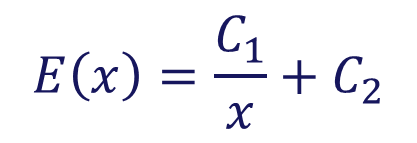 E(x) = C₁/x + C₂